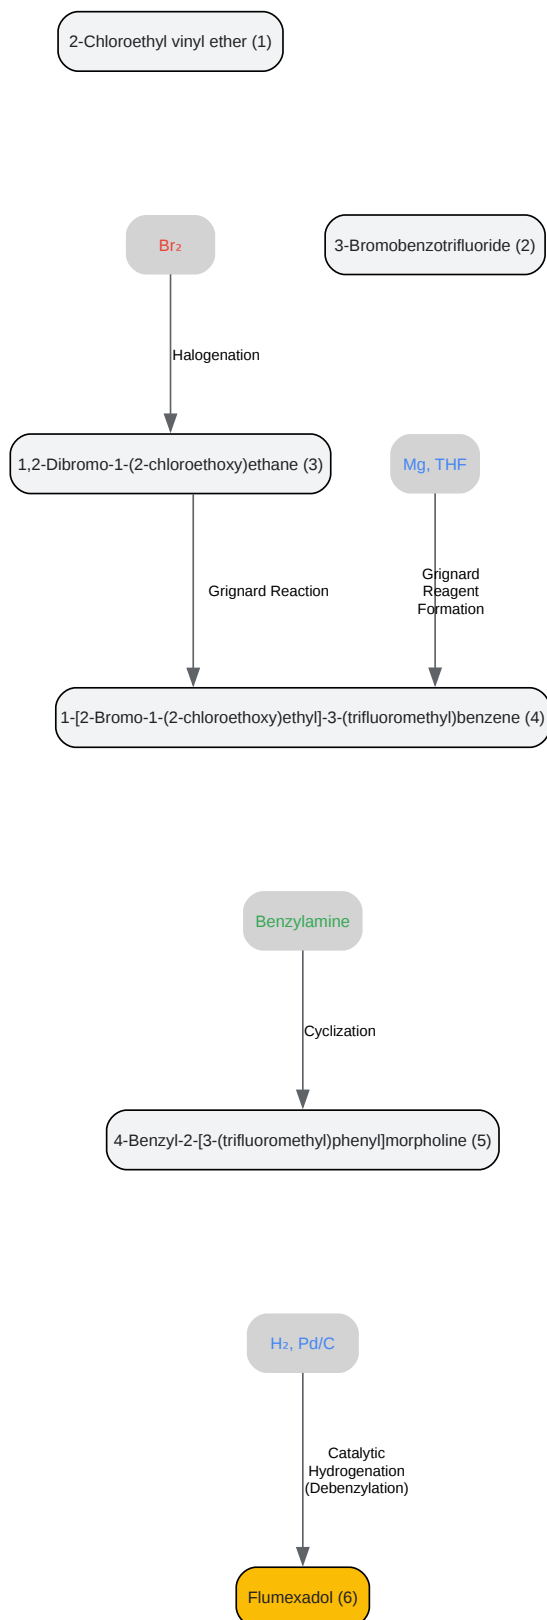 2-Chloroethyl vinyl ether (1)
Br₂
3-Bromobenzotrifluoride (2)
Halogenation
1,2-Dibromo-1-(2-chloroethoxy)ethane (3)
Mg, THF
Grignard Reaction
Grignard
Reagent
Formation
1-[2-Bromo-1-(2-chloroethoxy)ethyl]-3-(trifluoromethyl)benzene (4)
Benzylamine
Cyclization
4-Benzyl-2-[3-(trifluoromethyl)phenyl]morpholine (5)
H₂, Pd/C
Catalytic
Hydrogenation
(Debenzylation)
Flumexadol (6)